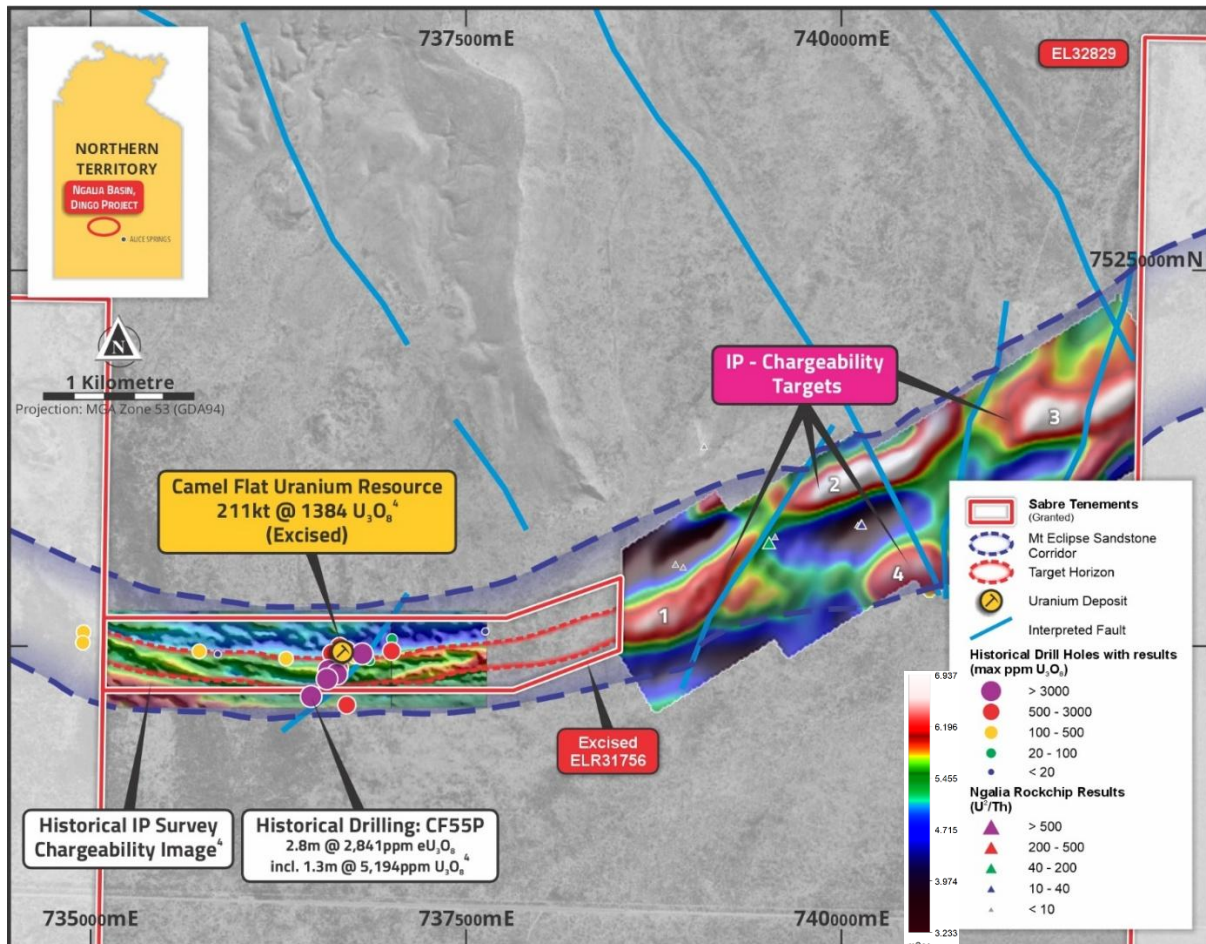 737500mE
740000mE
EL32829
NORTHERN
TERRITORY
NGALIA BASIN,
DINGO PROJECT
ALICE SPRINGS
7525000mN
N
1 Kilometre
Projection: MGA Zone 53 (GDA94)
IP - Chargeability
Targets
3
2
4
1
Camel Flat Uranium Resource
211kt @ 1384 U₃O₈⁴
(Excised)
Excised
ELR31756
Historical IP Survey
Chargeability Image⁴
Historical Drilling: CF55P
2.8m @ 2,841ppm eU₃O₈
incl. 1.3m @ 5,194ppm U₃O₈⁴
735000mE
737500mE
740000mE
6.937
6.196
5.455
4.715
3.974
3.233
Sabre Tenements
(Granted)
Mt Eclipse Sandstone
Corridor
Target Horizon
Uranium Deposit
Interpreted Fault
Historical Drill Holes with results
(max ppm U₃O₈)
> 3000
500 - 3000
100 - 500
20 - 100
< 20
Ngalia Rockchip Results
(U²/Th)
> 500
200 - 500
40 - 200
10 - 40
< 10